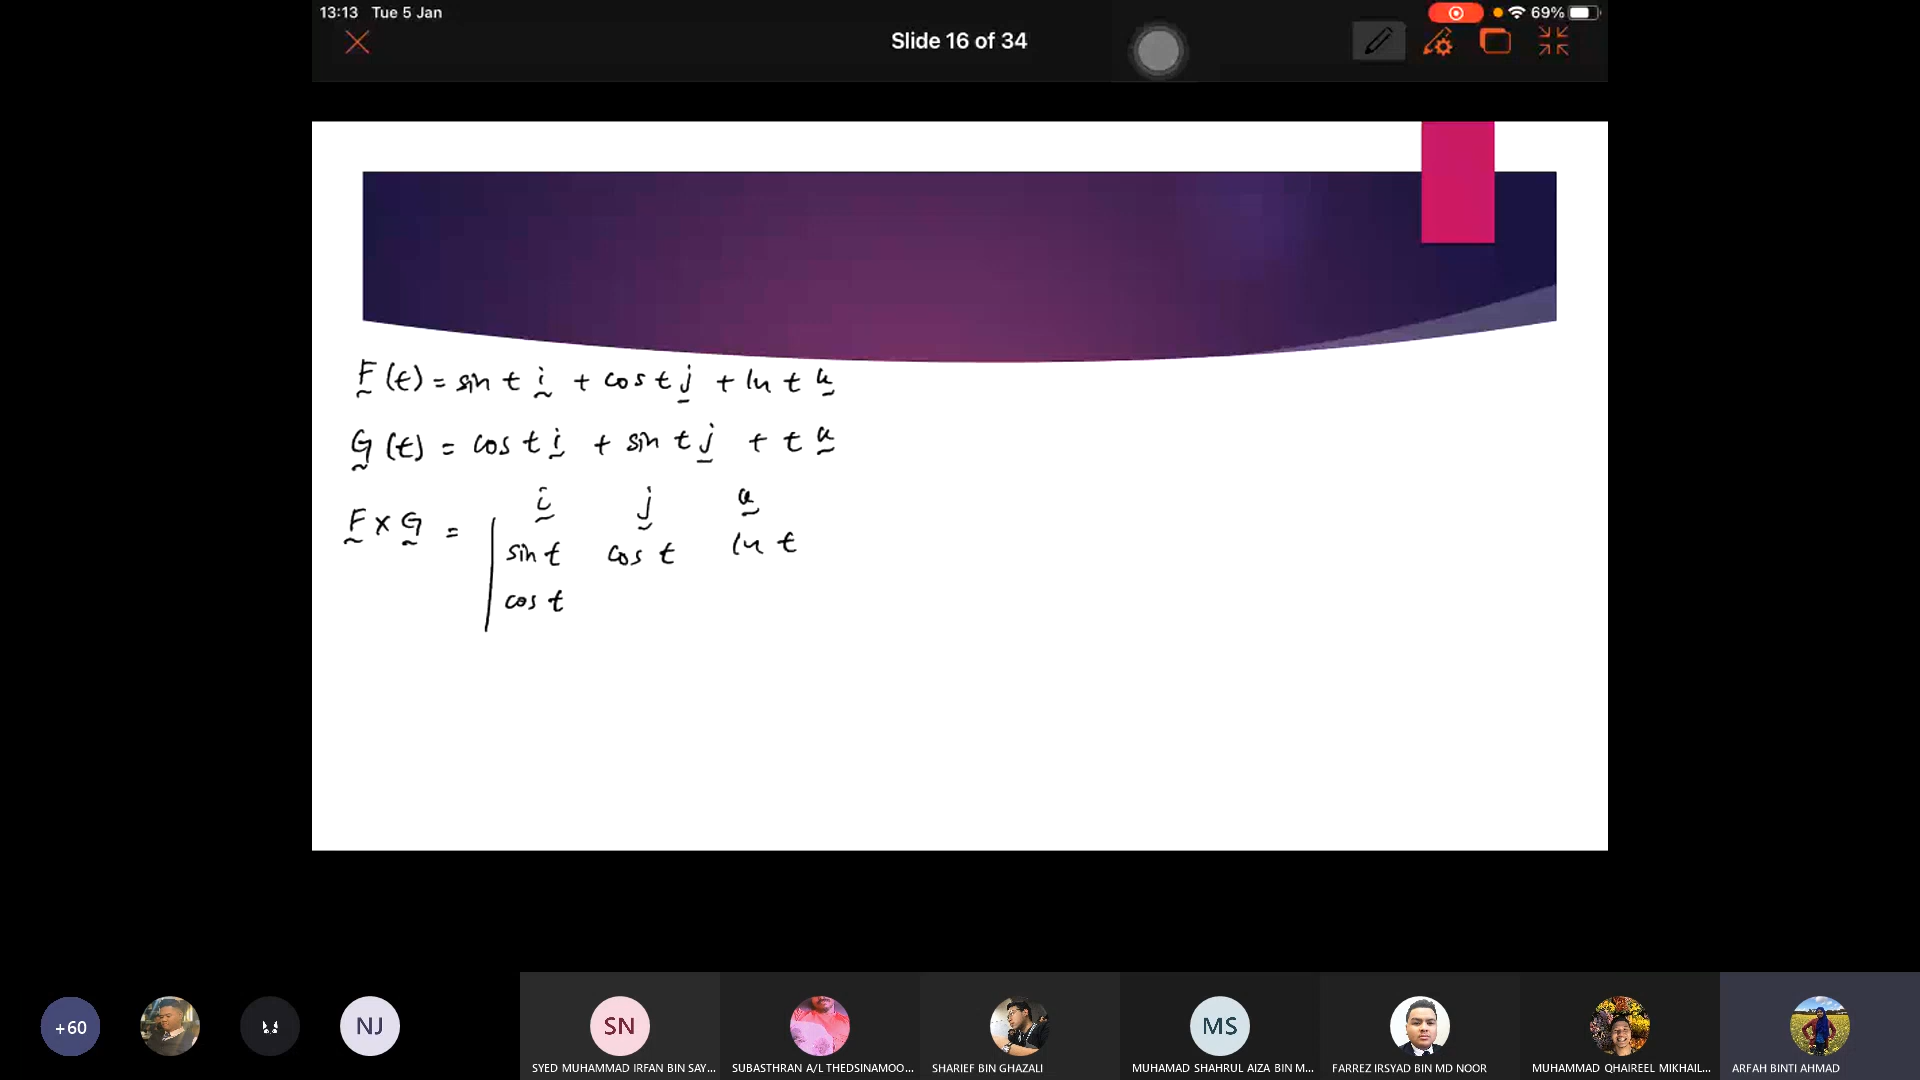 13:13 Tue 5 Jan
69%
Slide 16 of 34
F(t) = sin t i + cos t j + ln t k
G(t) = cos t i + sin t j + t k
i j k
F × G = | sin t cos t ln t
cos t
+60
NJ
SN
MS
SYED MUHAMMAD IRFAN BIN SAY...
SUBASTHRAN A/L THEDSINAMOO...
SHARIEF BIN GHAZALI
MUHAMAD SHAHRUL AIZA BIN M...
FARREZ IRSYAD BIN MD NOOR
MUHAMMAD QHAIREEL MIKHAIL...
ARFAH BINTI AHMAD